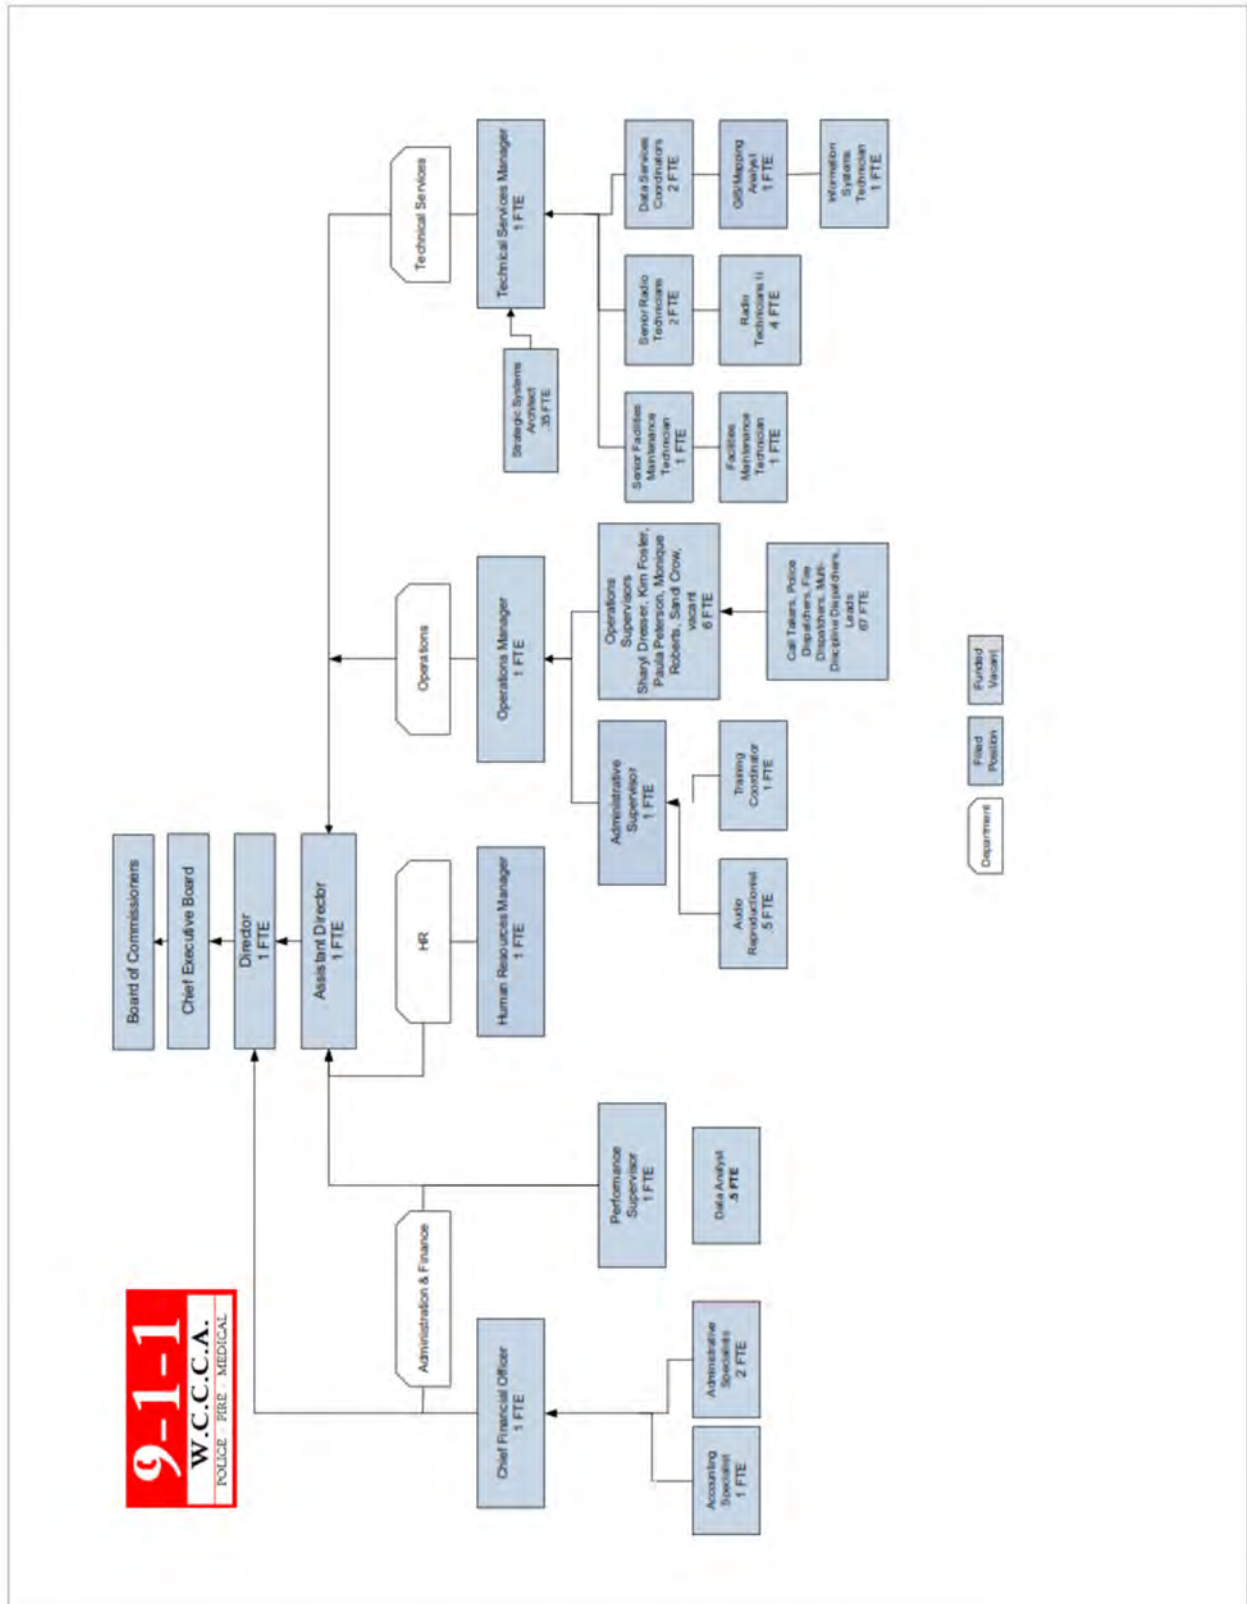 9-1-1
W.C.C.C.A.
POLICE · FIRE · MEDICAL
Board of Commissioners
Chief Executive Board
Director
1 FTE
Assistant Director
1 FTE
Administration & Finance
HR
Operations
Technical Services
Chief Financial Officer
1 FTE
Human Resources Manager
1 FTE
Operations Manager
1 FTE
Technical Services Manager
1 FTE
Strategic Systems
Architect
.35 FTE
Performance
Supervisor
1 FTE
Administrative
Supervisor
1 FTE
Operations
Supervisors
Sharyl Dresser, Kim Foster,
Paula Peterson, Monique
Roberts, Sandi Crow,
vacant
6 FTE
Senior Facilities
Maintenance
Technician
1 FTE
Senior Radio
Technicians
2 FTE
Data Services
Coordinators
2 FTE
Accounting
Specialist
1 FTE
Administrative
Specialists
2 FTE
Data Analyst
.5 FTE
Audio
Reproductionist
.5 FTE
Training
Coordinator
1 FTE
Call Takers, Police
Dispatchers, Fire
Dispatchers, Multi-
Discipline Dispatchers,
Leads
67 FTE
Facilities
Maintenance
Technician
1 FTE
Radio
Technicians II
4 FTE
GIS/Mapping
Analyst
1 FTE
Information
Systems
Technician
1 FTE
Department
Filled
Position
Funded
Vacant